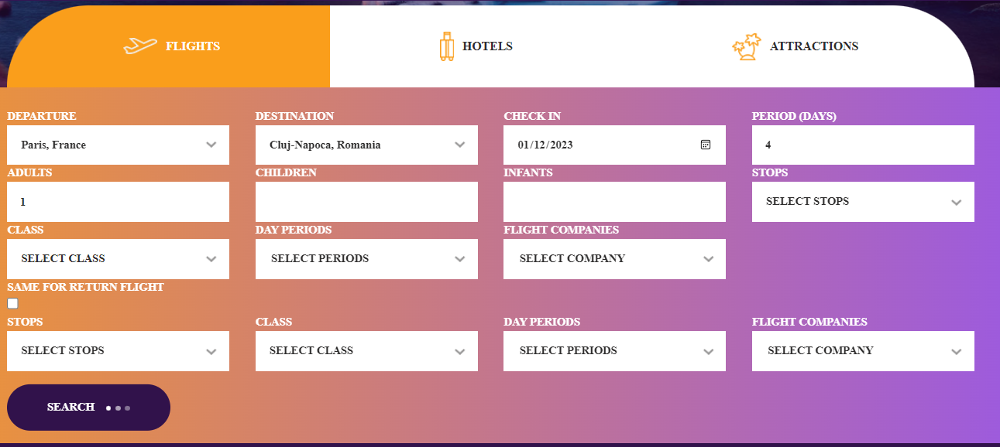 FLIGHTS HOTELS ATTRACTIONS
DEPARTURE DESTINATION CHECK IN PERIOD (DAYS)
Paris, France Cluj-Napoca, Romania 01/12/2023 4
ADULTS CHILDREN INFANTS STOPS
1 SELECT STOPS
CLASS DAY PERIODS FLIGHT COMPANIES
SELECT CLASS SELECT PERIODS SELECT COMPANY
SAME FOR RETURN FLIGHT
STOPS CLASS DAY PERIODS FLIGHT COMPANIES
SELECT STOPS SELECT CLASS SELECT PERIODS SELECT COMPANY
SEARCH